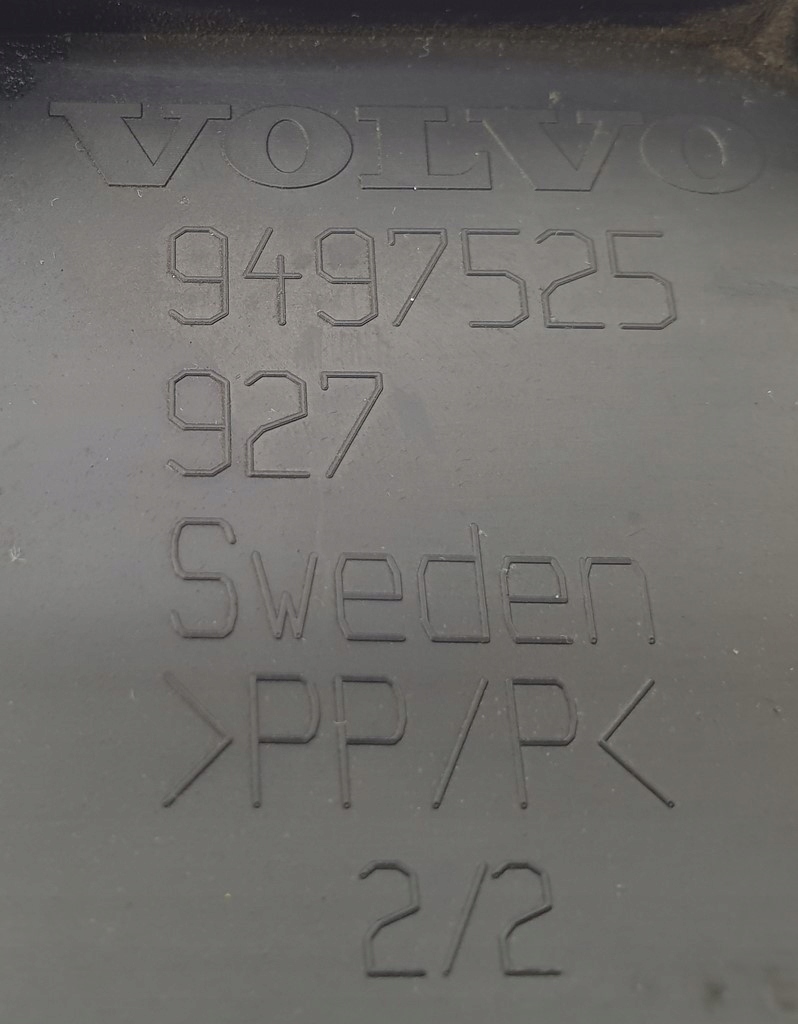 VOLVO
9497525
927
Sweden
>PP/P<
2/2